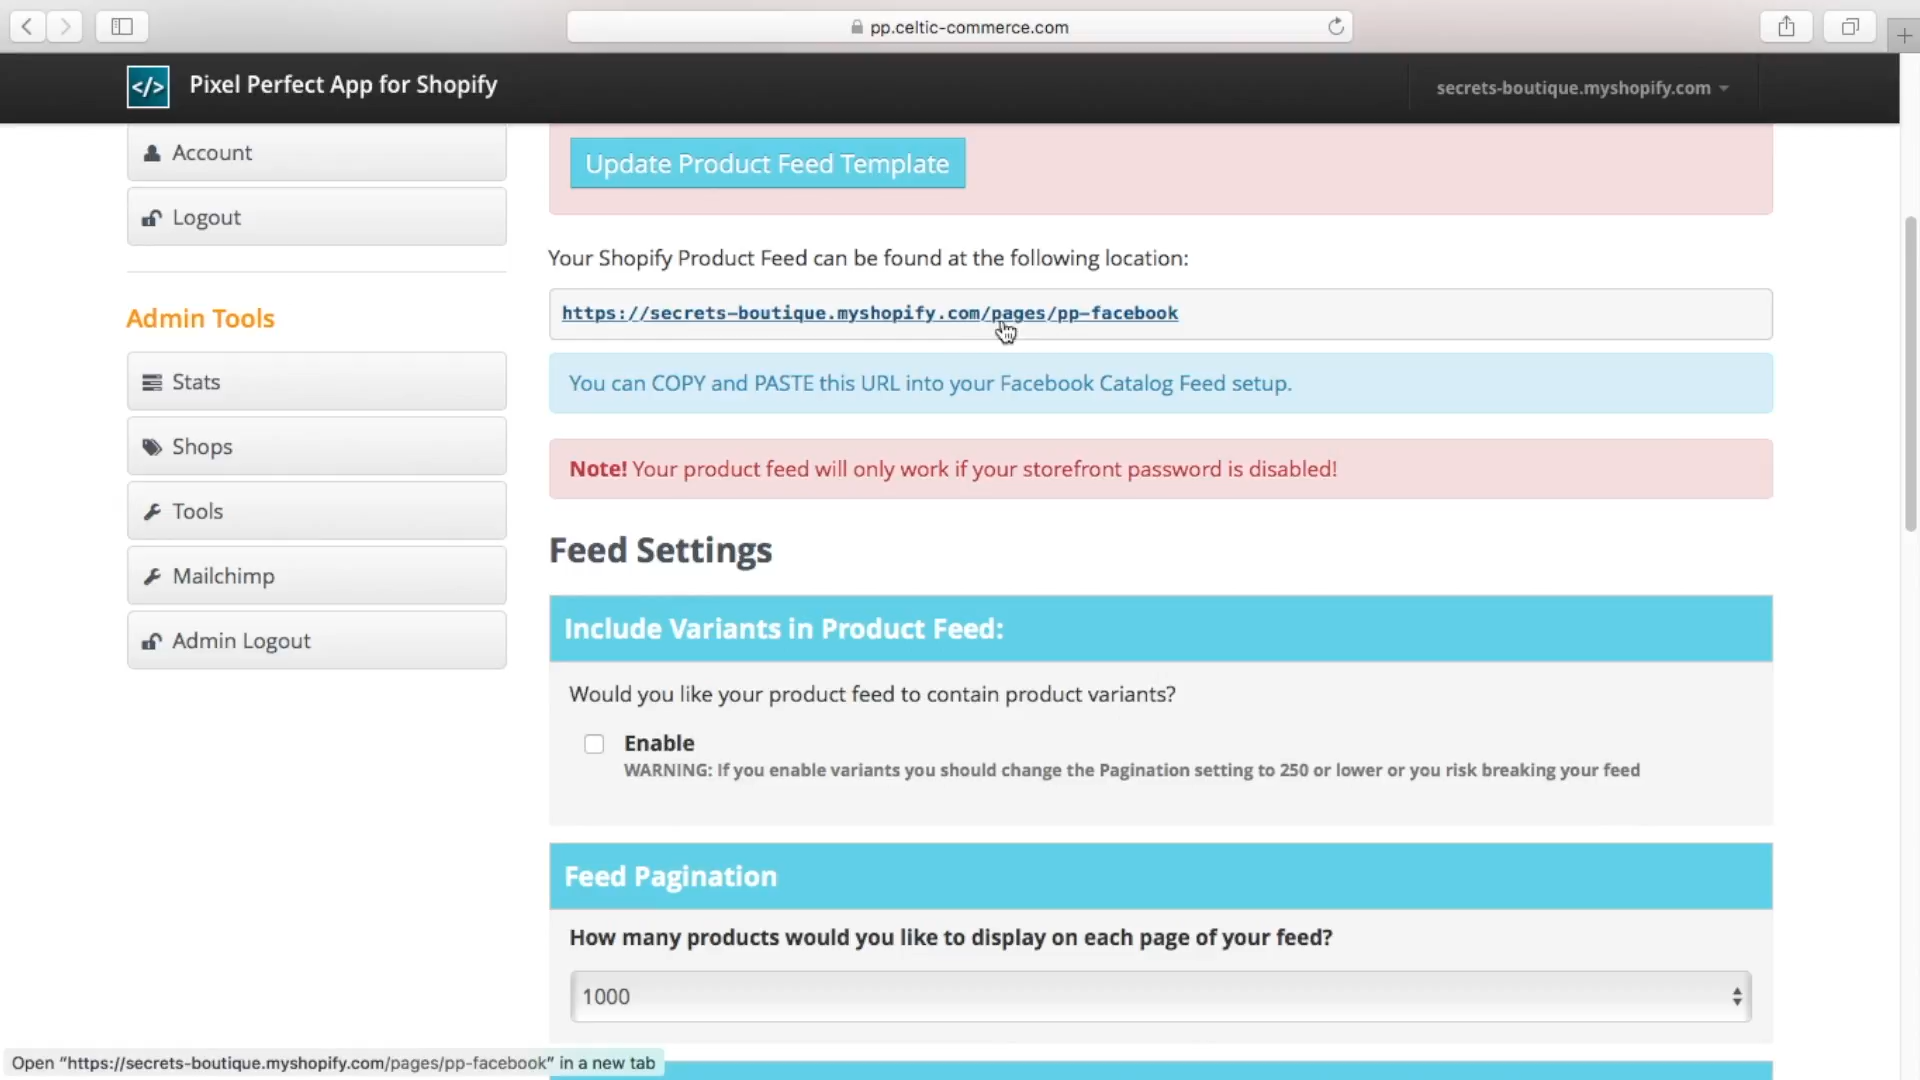 pp.celtic-commerce.com
</>
Pixel Perfect App for Shopify
secrets-boutique.myshopify.com
Account
Logout
Admin Tools
Stats
Shops
Tools
Mailchimp
Admin Logout
Update Product Feed Template
Your Shopify Product Feed can be found at the following location:
https://secrets-boutique.myshopify.com/pages/pp-facebook
You can COPY and PASTE this URL into your Facebook Catalog Feed setup.
Note! Your product feed will only work if your storefront password is disabled!
Feed Settings
Include Variants in Product Feed:
Would you like your product feed to contain product variants?
Enable
WARNING: If you enable variants you should change the Pagination setting to 250 or lower or you risk breaking your feed
Feed Pagination
How many products would you like to display on each page of your feed?
1000
Open "https://secrets-boutique.myshopify.com/pages/pp-facebook" in a new tab